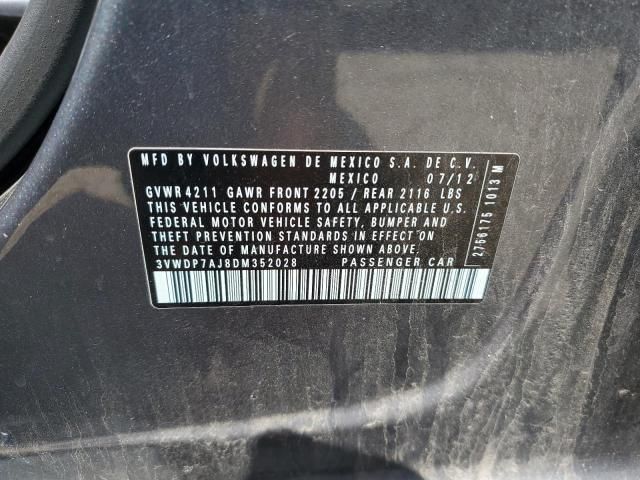 MFD BY VOLKSWAGEN DE MEXICO S.A. DE C.V.
MEXICO 07/12
GVWR 4211 GAWR FRONT 2205 / REAR 2116 LBS
THIS VEHICLE CONFORMS TO ALL APPLICABLE U.S.
FEDERAL MOTOR VEHICLE SAFETY, BUMPER AND
THEFT PREVENTION STANDARDS IN EFFECT ON
THE DATE OF MANUFACTURE SHOWN ABOVE.
3VWDP7AJ8DM352028 PASSENGER CAR
2756175 1013 M